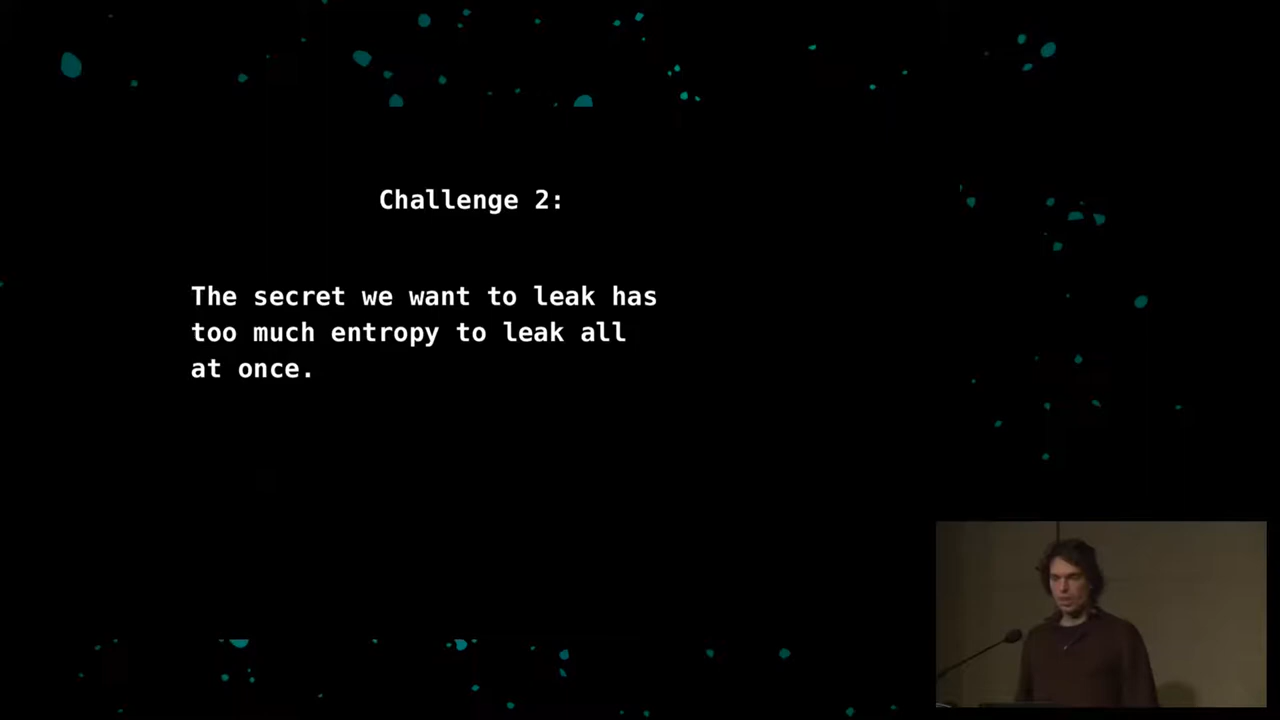 Challenge 2:
The secret we want to leak has
too much entropy to leak all
at once.